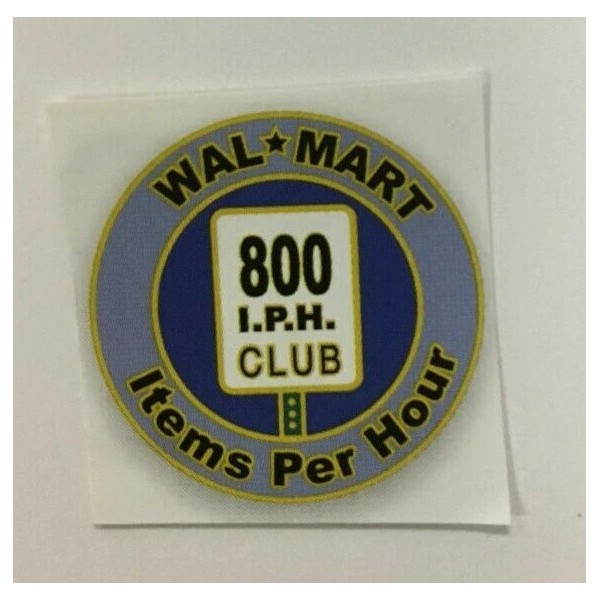 WAL★MART
800
I.P.H.
CLUB
Items Per Hour